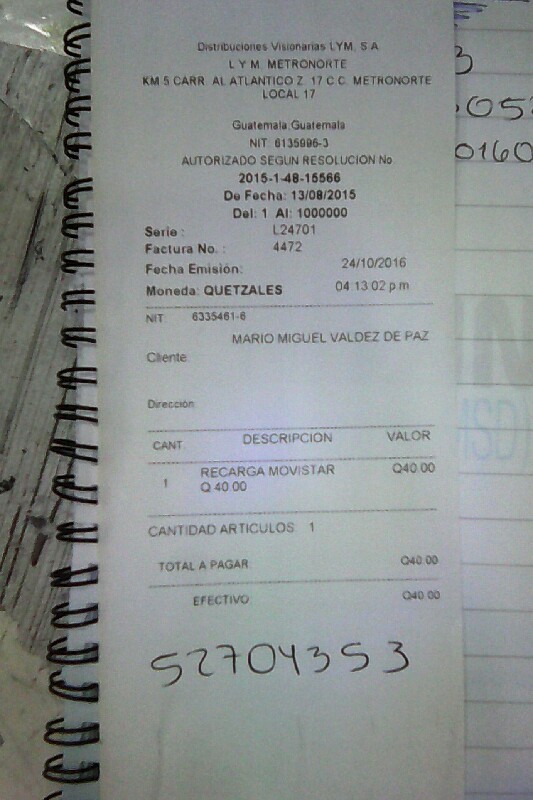 Distribuciones Visionarias LYM, S.A
L Y M METRONORTE
KM 5 CARR. AL ATLANTICO Z. 17 C.C. METRONORTE
LOCAL 17
Guatemala,Guatemala
NIT: 6135996-3
AUTORIZADO SEGUN RESOLUCION No
2015-1-48-15566
De Fecha: 13/08/2015
Del: 1 Al: 1000000
Serie : L24701
Factura No. : 4472
Fecha Emisión: 24/10/2016
Moneda: QUETZALES 04:13:02 p.m
NIT: 6335461-6
MARIO MIGUEL VALDEZ DE PAZ
Cliente:
Dirección:
CANT. DESCRIPCION VALOR
1 RECARGA MOVISTAR Q40.00
Q 40.00
CANTIDAD ARTICULOS: 1
TOTAL A PAGAR Q40.00
EFECTIVO Q40.00
52704353
3
0160